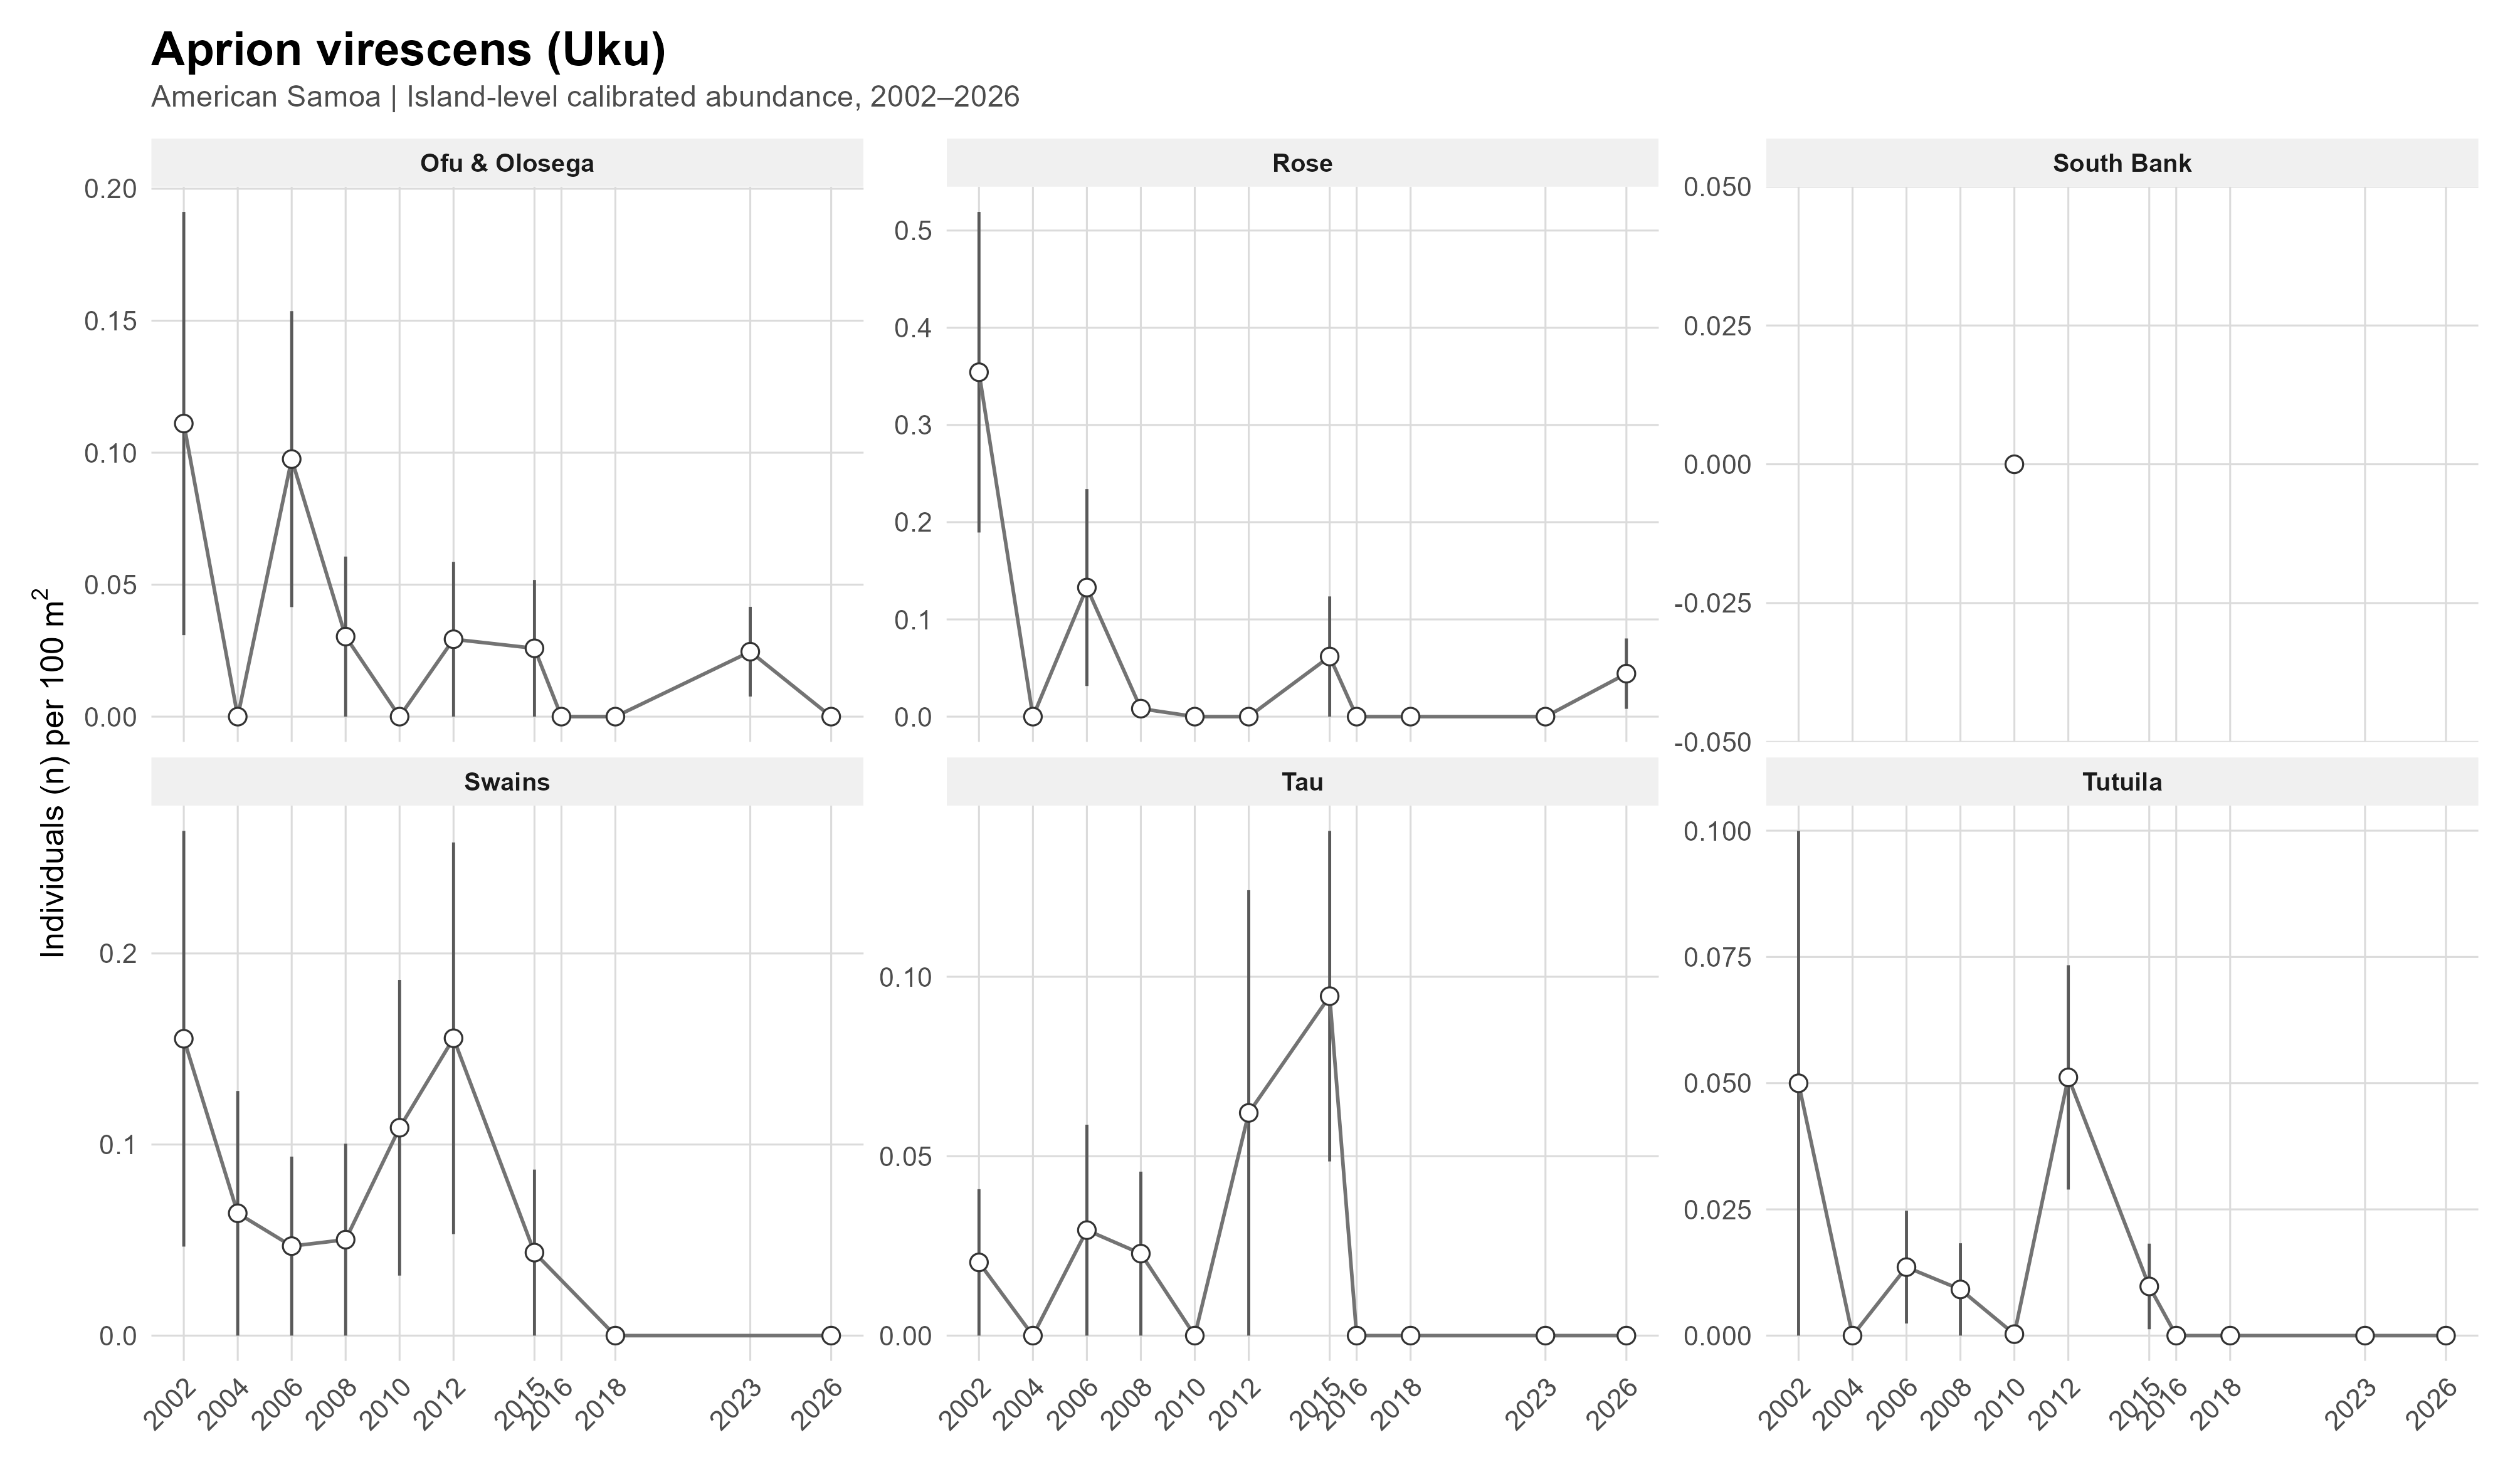 Aprion virescens (Uku)
American Samoa | Island-level calibrated abundance, 2002–2026
Individuals (n) per 100 m²
Ofu & Olosega
0.20
0.15
0.10
0.05
0.00
Rose
0.5
0.4
0.3
0.2
0.1
0.0
South Bank
0.050
0.025
0.000
-0.025
-0.050
Swains
0.2
0.1
0.0
2002 2004 2006 2008 2010 2012 2015 2016 2018 2023 2026
Tau
0.10
0.05
0.00
2002 2004 2006 2008 2010 2012 2015 2016 2018 2023 2026
Tutuila
0.100
0.075
0.050
0.025
0.000
2002 2004 2006 2008 2010 2012 2015 2016 2018 2023 2026